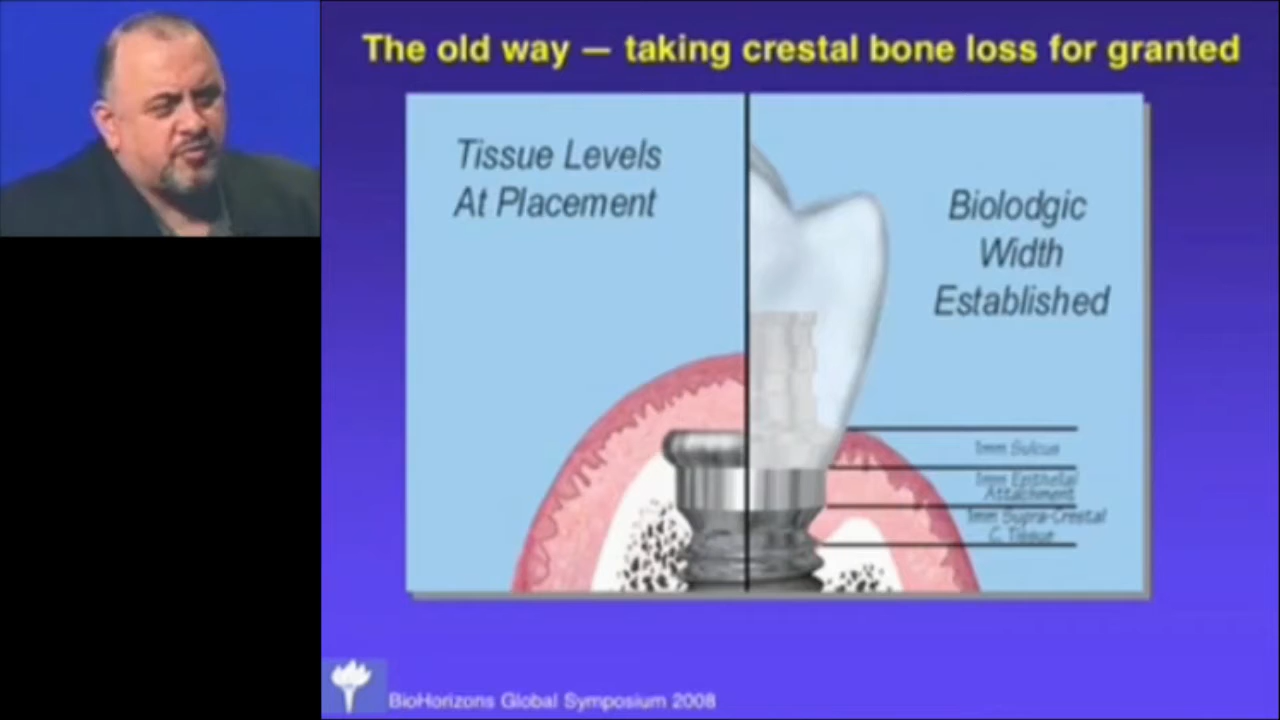 The old way — taking crestal bone loss for granted
Tissue Levels
At Placement
Biolodgic
Width
Established
1mm Sulcus
1mm Epithelial
Attachment
1mm Supra-Crestal
C. Tissue
BioHorizons Global Symposium 2008